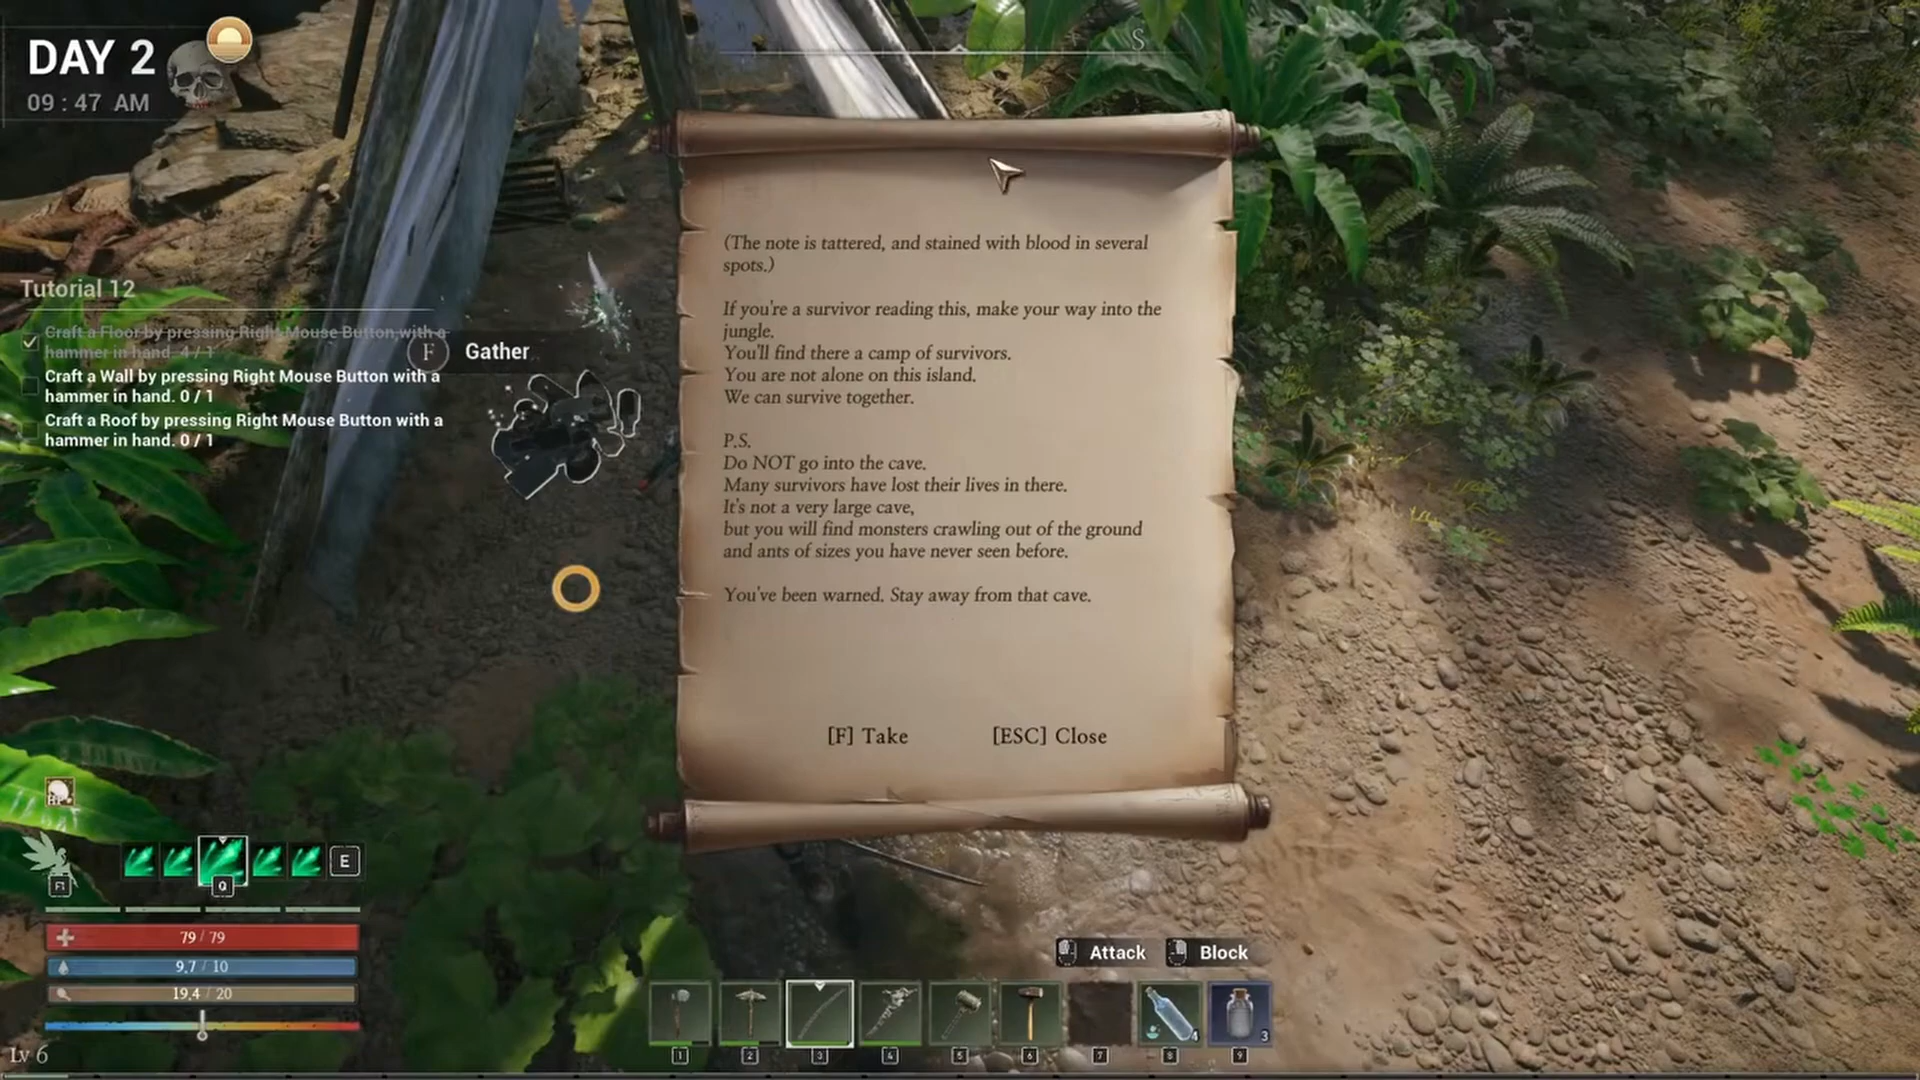 DAY 2
09 : 47 AM
S
Tutorial 12
Craft a Floor by pressing Right Mouse Button with a
hammer in hand. 4 / 1
Craft a Wall by pressing Right Mouse Button with a
hammer in hand. 0 / 1
Craft a Roof by pressing Right Mouse Button with a
hammer in hand. 0 / 1
F Gather
(The note is tattered, and stained with blood in several
spots.)
If you're a survivor reading this, make your way into the
jungle.
You'll find there a camp of survivors.
You are not alone on this island.
We can survive together.
P.S.
Do NOT go into the cave.
Many survivors have lost their lives in there.
It's not a very large cave,
but you will find monsters crawling out of the ground
and ants of sizes you have never seen before.
You've been warned. Stay away from that cave.
[F] Take [ESC] Close
E
F1 Q
79 / 79
9.7 / 10
19.4 / 20
Lv 6
Attack Block
4 3
1 2 3 4 5 6 7 8 9